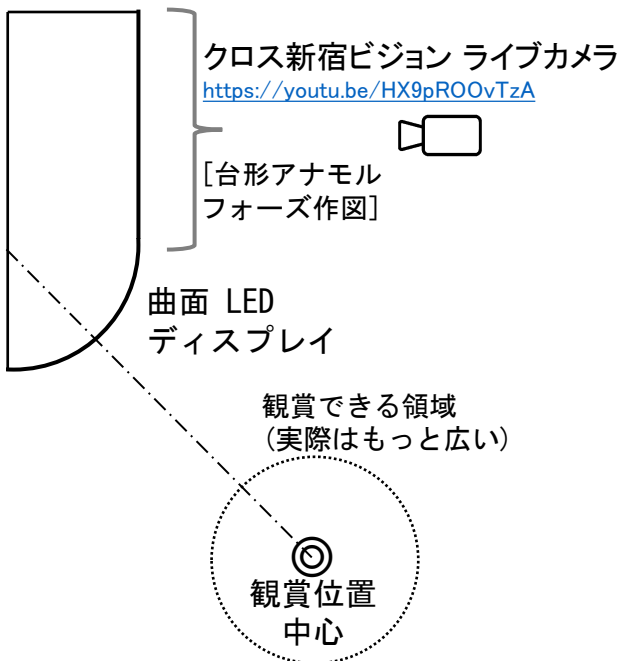 クロス新宿ビジョン ライブカメラ
https://youtu.be/HX9pROOvTzA
[台形アナモル
フォーズ作図]
曲面 LED
ディスプレイ
観賞できる領域
(実際はもっと広い)
観賞位置
中心